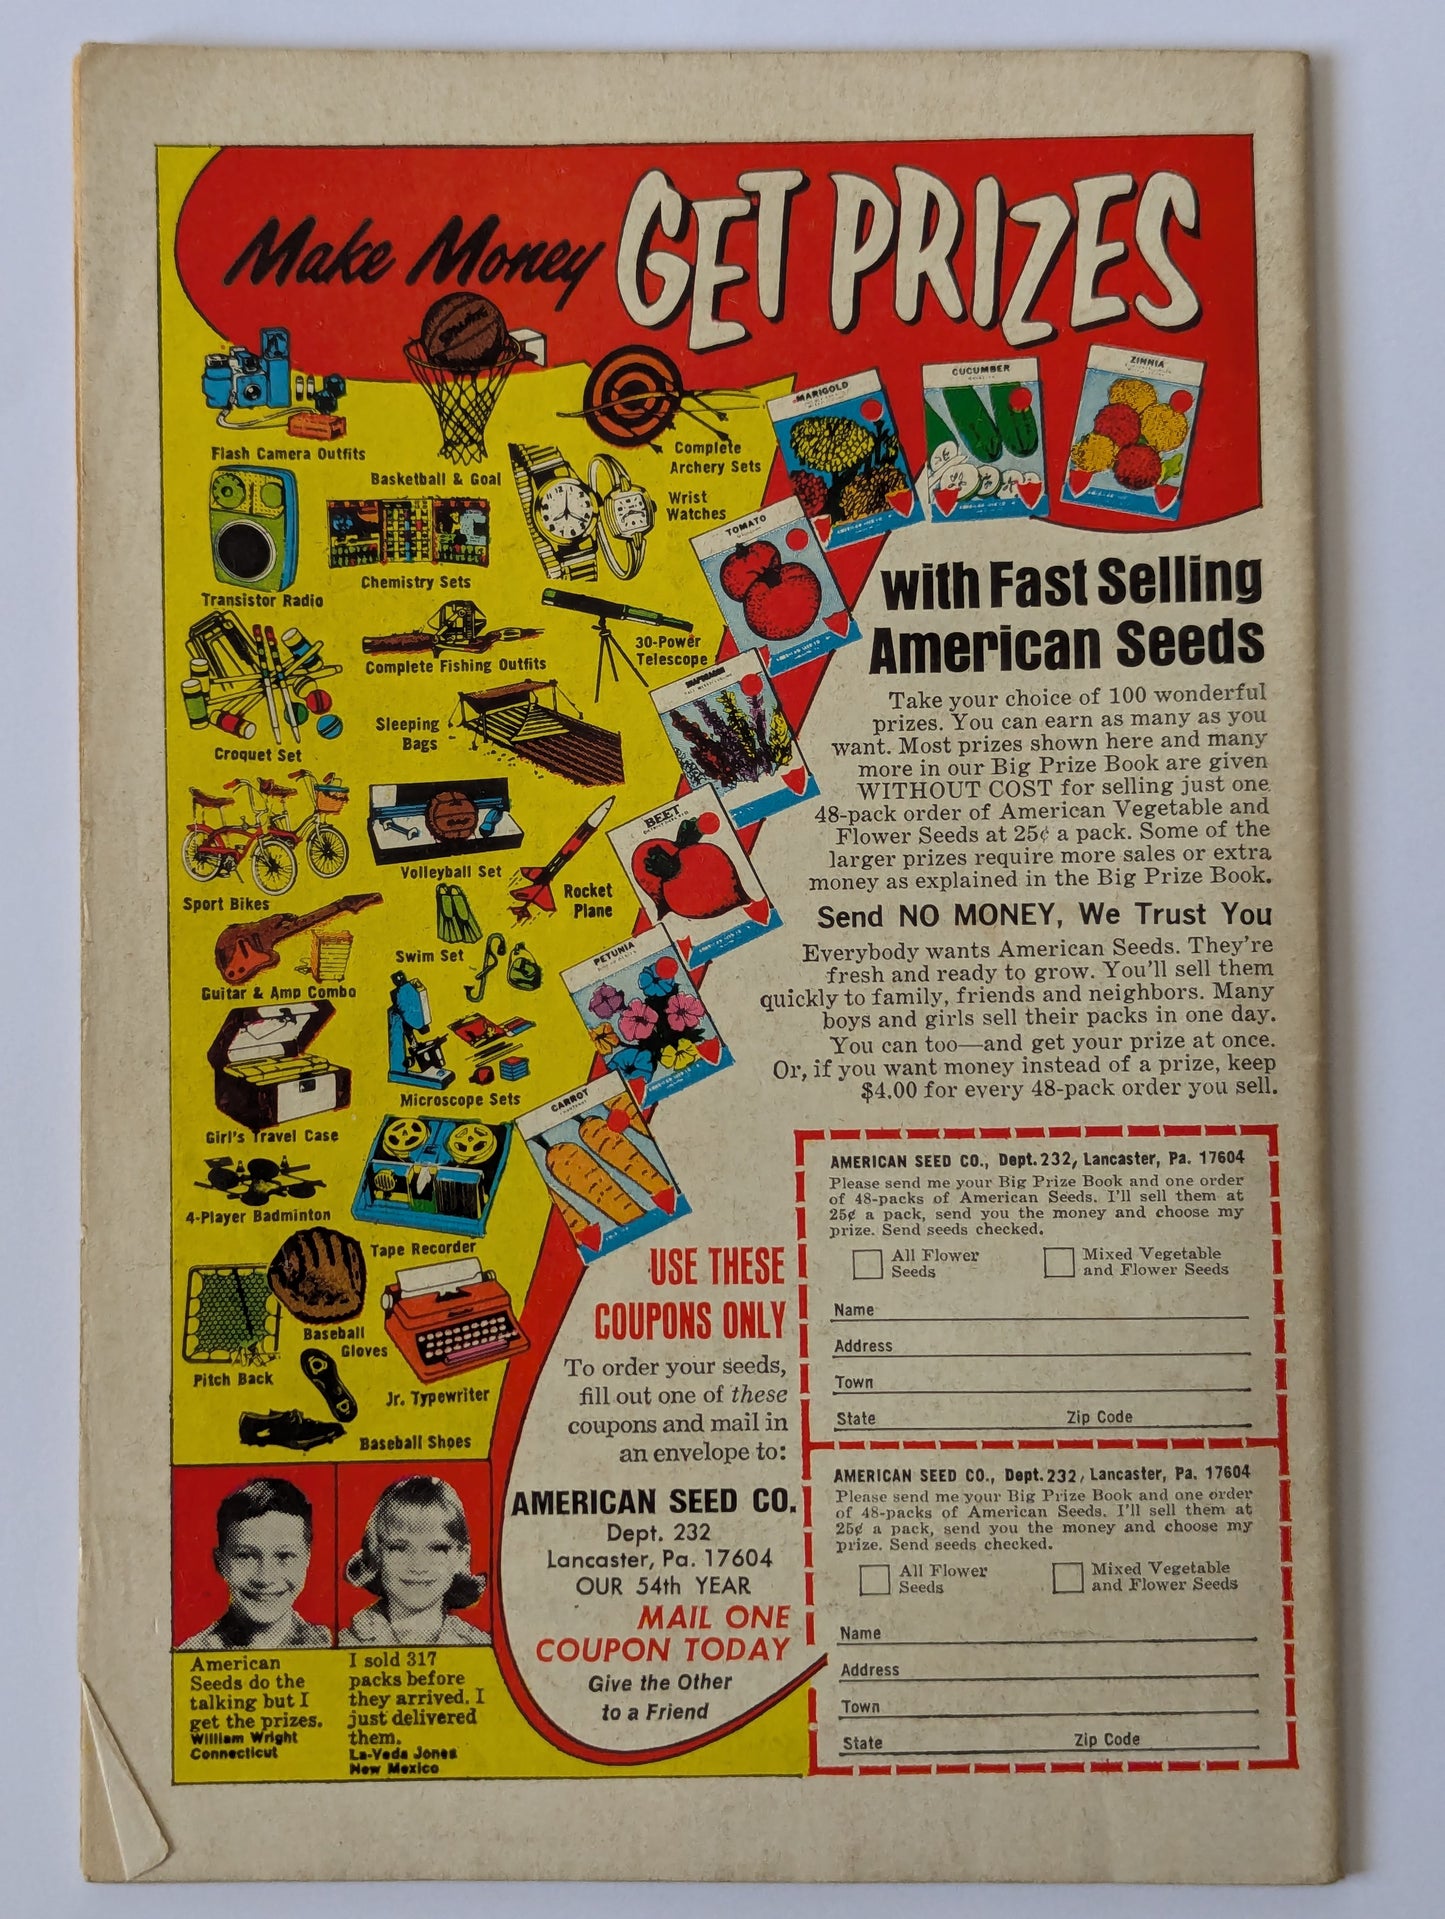 Make Money GET PRIZES
SPALDING
Flash Camera Outfits
Basketball & Goal
Complete
Archery Sets
Wrist
Watches
Transistor Radio
Chemistry Sets
Complete Fishing Outfits
30-Power
Telescope
Croquet Set
Sleeping
Bags
Sport Bikes
Volleyball Set
Rocket
Plane
Swim Set
Guitar & Amp Combo
Microscope Sets
Girl's Travel Case
4-Player Badminton
Tape Recorder
Baseball
Gloves
Pitch Back
Jr. Typewriter
Baseball Shoes
MARIGOLD
CUCUMBER
ZINNIA
TOMATO
SNAPDRAGON
BEET
PETUNIA
CARROT
with Fast Selling
American Seeds
Take your choice of 100 wonderful
prizes. You can earn as many as you
want. Most prizes shown here and many
more in our Big Prize Book are given
WITHOUT COST for selling just one
48-pack order of American Vegetable and
Flower Seeds at 25¢ a pack. Some of the
larger prizes require more sales or extra
money as explained in the Big Prize Book.
Send NO MONEY, We Trust You
Everybody wants American Seeds. They're
fresh and ready to grow. You'll sell them
quickly to family, friends and neighbors. Many
boys and girls sell their packs in one day.
You can too—and get your prize at once.
Or, if you want money instead of a prize, keep
$4.00 for every 48-pack order you sell.
USE THESE
COUPONS ONLY
To order your seeds,
fill out one of these
coupons and mail in
an envelope to:
AMERICAN SEED CO.
Dept. 232
Lancaster, Pa. 17604
OUR 54th YEAR
MAIL ONE
COUPON TODAY
Give the Other
to a Friend
AMERICAN SEED CO., Dept. 232, Lancaster, Pa. 17604
Please send me your Big Prize Book and one order
of 48-packs of American Seeds. I'll sell them at
25¢ a pack, send you the money and choose my
prize. Send seeds checked.
All Flower
Seeds
Mixed Vegetable
and Flower Seeds
Name
Address
Town
State Zip Code
AMERICAN SEED CO., Dept. 232, Lancaster, Pa. 17604
Please send me your Big Prize Book and one order
of 48-packs of American Seeds. I'll sell them at
25¢ a pack, send you the money and choose my
prize. Send seeds checked.
All Flower
Seeds
Mixed Vegetable
and Flower Seeds
Name
Address
Town
State Zip Code
American
Seeds do the
talking but I
get the prizes.
William Wright
Connecticut
I sold 317
packs before
they arrived. I
just delivered
them.
La-Veda Jones
New Mexico